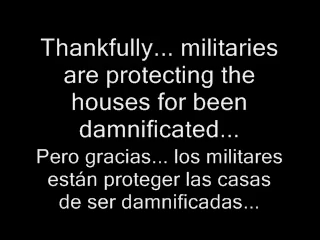 Thankfully... militaries
are protecting the
houses for been
damnificated...
Pero gracias... los militares
están proteger las casas
de ser damnificadas...